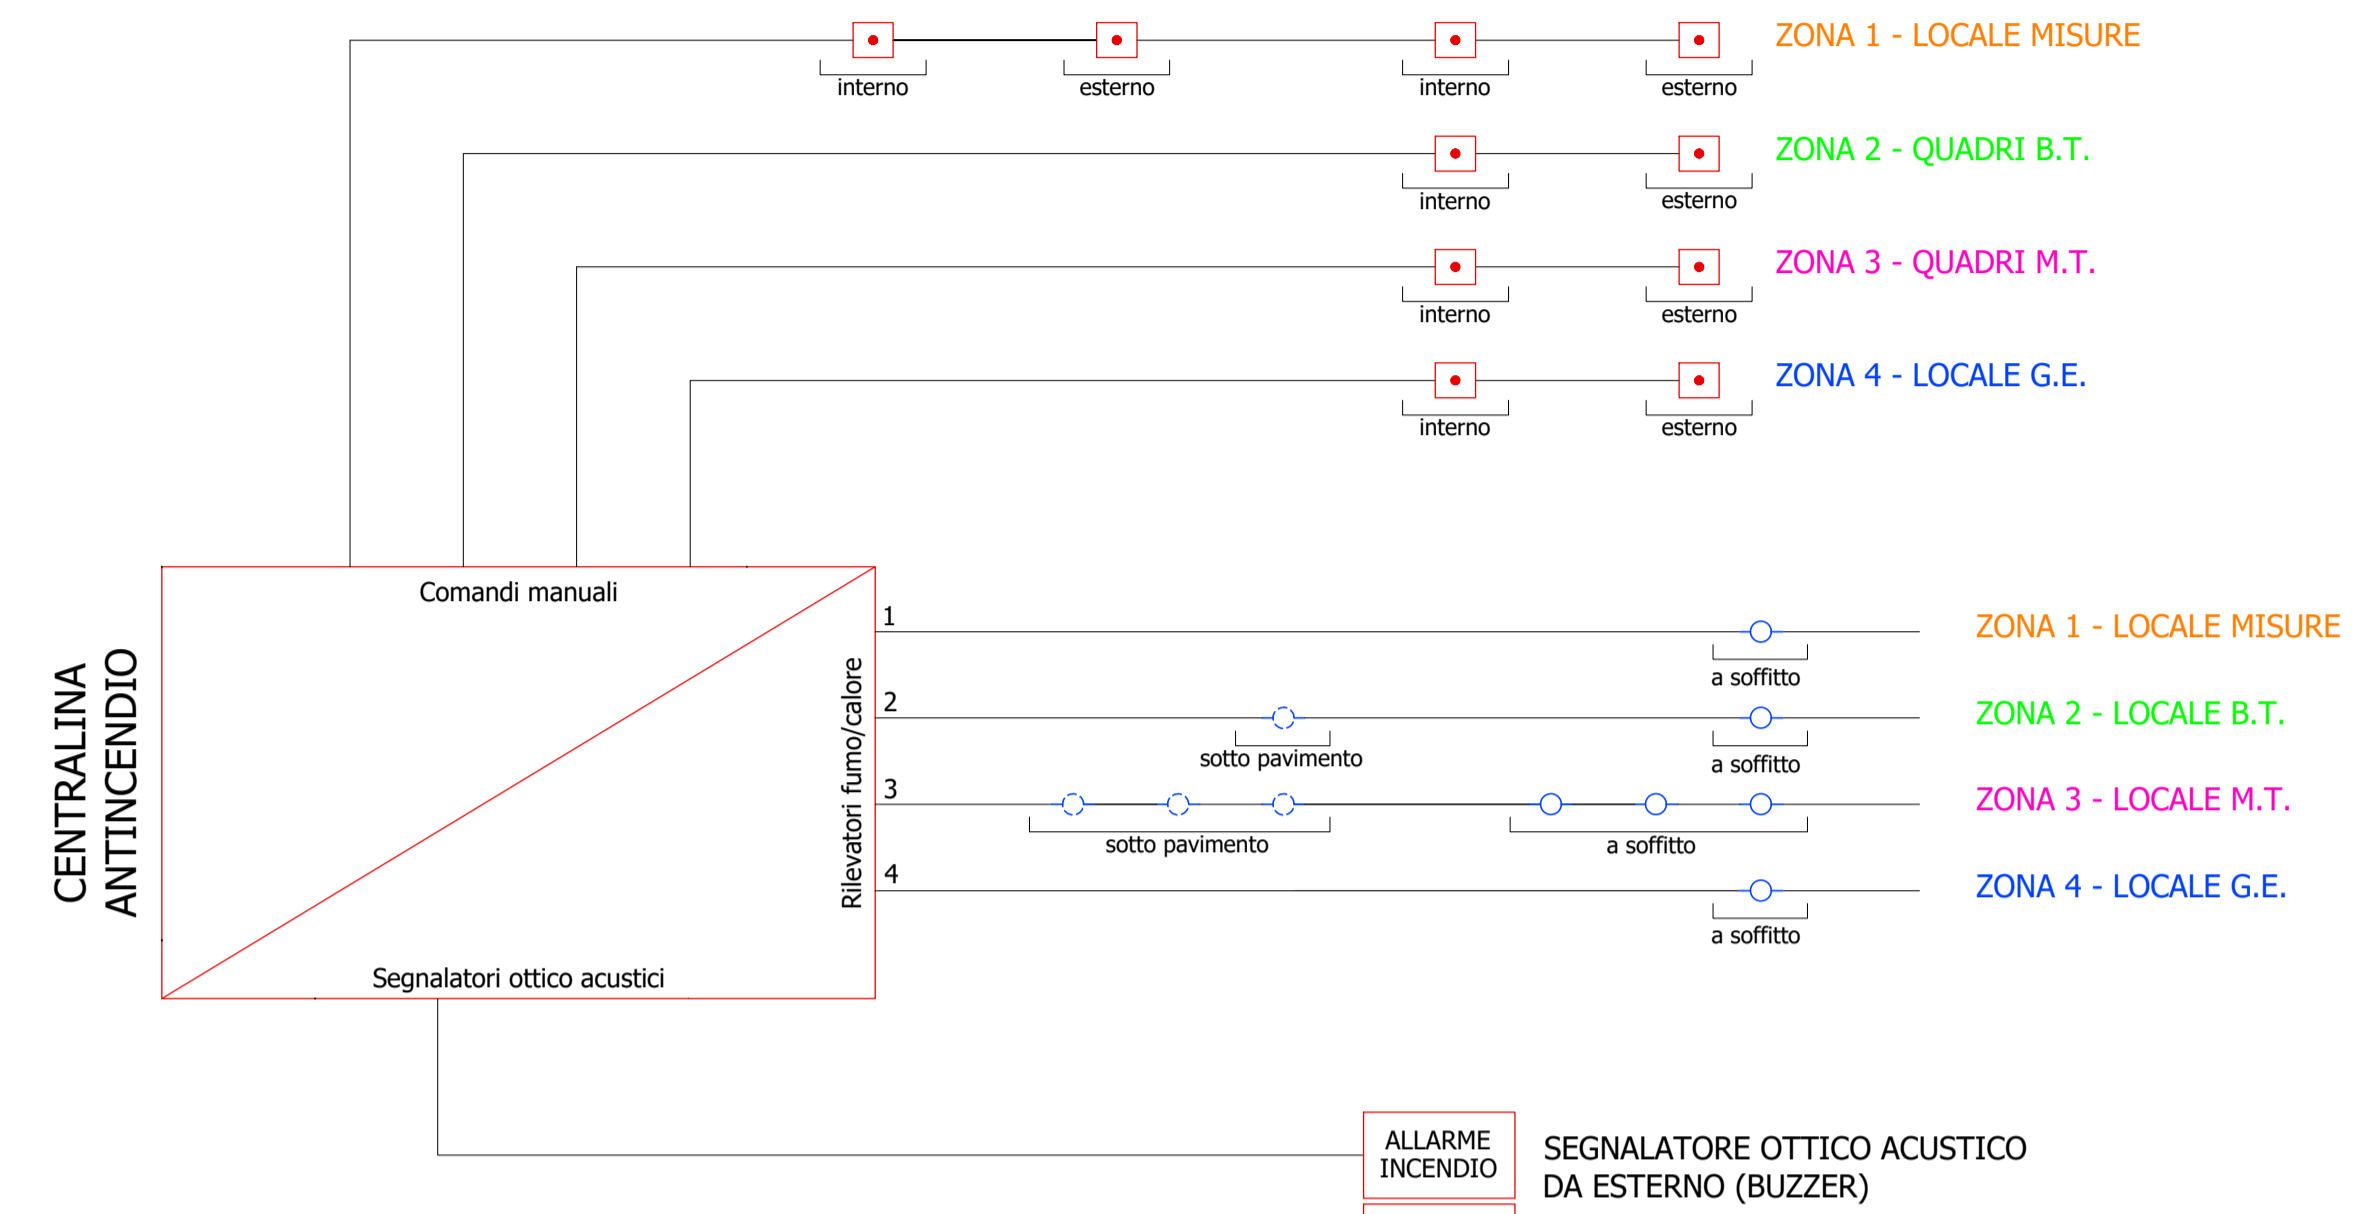 ZONA 1 - LOCALE MISURE
interno
esterno
interno
esterno
ZONA 2 - QUADRI B.T.
interno
esterno
ZONA 3 - QUADRI M.T.
interno
esterno
ZONA 4 - LOCALE G.E.
interno
esterno
CENTRALINA
ANTINCENDIO
Comandi manuali
Rilevatori fumo/calore
Segnalatori ottico acustici
1
ZONA 1 - LOCALE MISURE
a soffitto
2
ZONA 2 - LOCALE B.T.
sotto pavimento
a soffitto
3
ZONA 3 - LOCALE M.T.
sotto pavimento
a soffitto
4
ZONA 4 - LOCALE G.E.
a soffitto
ALLARME
INCENDIO
SEGNALATORE OTTICO ACUSTICO
DA ESTERNO (BUZZER)